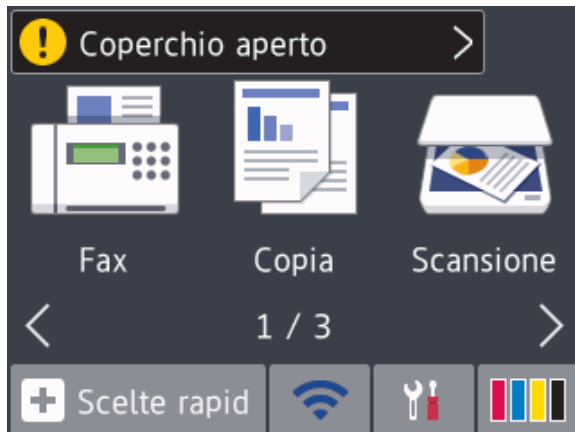 Coperchio aperto
Fax Copia Scansione
1 / 3
Scelte rapid